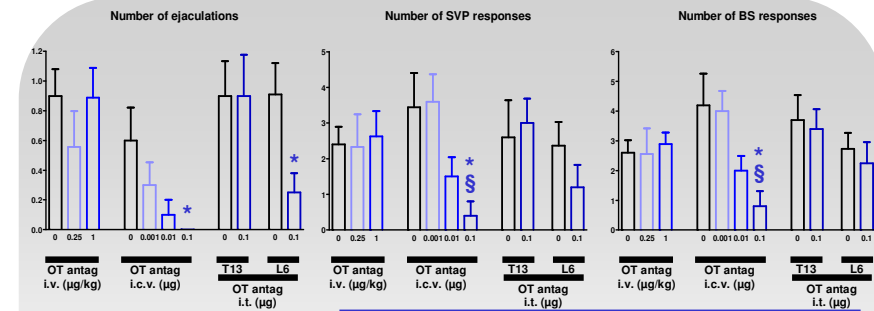 Number of ejaculations
1.2
1.0
0.8
0.6
0.4
0.2
0.0
*
*
0 0.25 1 0 0.001 0.01 0.1 0 0.1 0 0.1
T13 L6
OT antag
i.v. (µg/kg)
OT antag
i.c.v. (µg)
OT antag
i.t. (µg)
Number of SVP responses
5
4
3
2
1
0
*
§
0 0.25 1 0 0.001 0.01 0.1 0 0.1 0 0.1
T13 L6
OT antag
i.v. (µg/kg)
OT antag
i.c.v. (µg)
OT antag
i.t. (µg)
Number of BS responses
6
5
4
3
2
1
0
*
§
0 0.25 1 0 0.001 0.01 0.1 0 0.1 0 0.1
T13 L6
OT antag
i.v. (µg/kg)
OT antag
i.c.v. (µg)
OT antag
i.t. (µg)